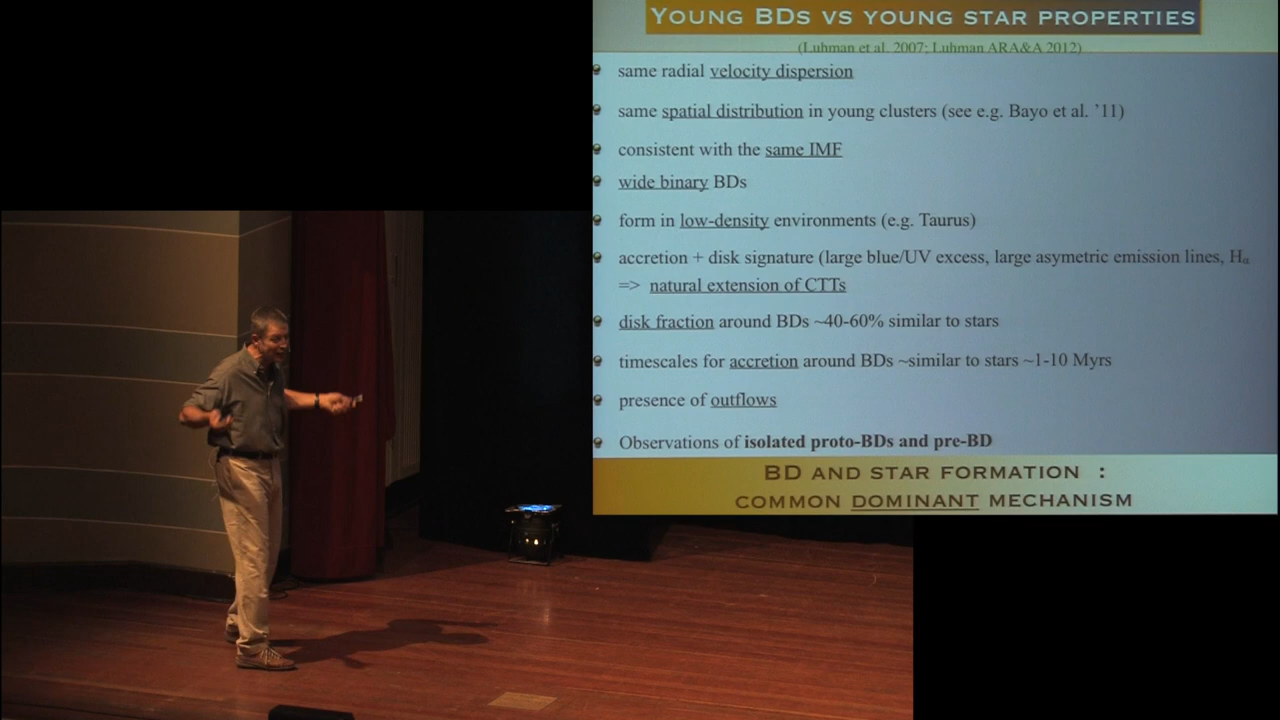 YOUNG BDS VS YOUNG STAR PROPERTIES
(Luhman et al. 2007; Luhman ARA&A 2012)
same radial velocity dispersion
same spatial distribution in young clusters (see e.g. Bayo et al. ’11)
consistent with the same IMF
wide binary BDs
form in low-density environments (e.g. Taurus)
accretion + disk signature (large blue/UV excess, large asymetric emission lines, Hα
=> natural extension of CTTs
disk fraction around BDs ~40-60% similar to stars
timescales for accretion around BDs ~similar to stars ~1-10 Myrs
presence of outflows
Observations of isolated proto-BDs and pre-BD
BD AND STAR FORMATION :
COMMON DOMINANT MECHANISM